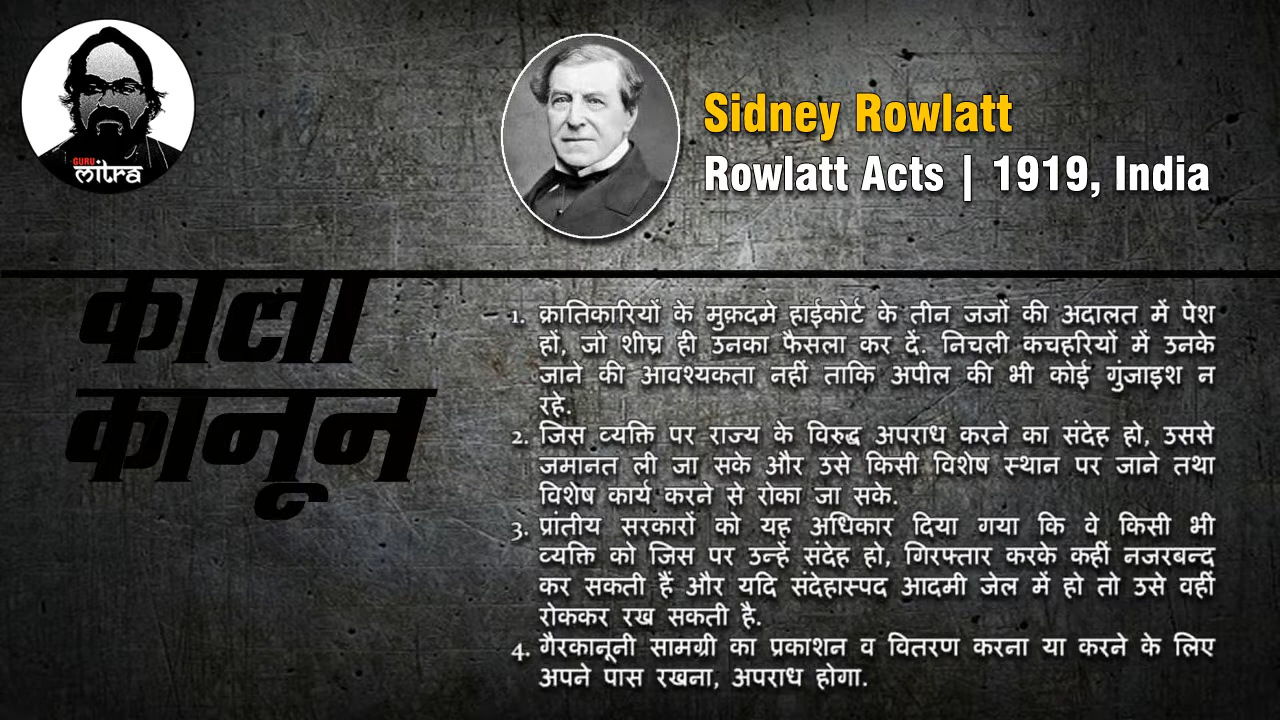 GURU
मitra
Sidney Rowlatt
Rowlatt Acts | 1919, India
काला
कानून
1. क्रातिकारियों के मुक़दमे हाईकोर्ट के तीन जजों की अदालत में पेश
हों, जो शीघ्र ही उनका फैसला कर दें. निचली कचहरियों में उनके
जाने की आवश्यकता नहीं ताकि अपील की भी कोई गुंजाइश न
रहे.
2. जिस व्यक्ति पर राज्य के विरुद्ध अपराध करने का संदेह हो, उससे
जमानत ली जा सके और उसे किसी विशेष स्थान पर जाने तथा
विशेष कार्य करने से रोका जा सके.
3. प्रांतीय सरकारों को यह अधिकार दिया गया कि वे किसी भी
व्यक्ति को जिस पर उन्हें संदेह हो, गिरफ्तार करके कहीं नजरबन्द
कर सकती हैं और यदि संदेहास्पद आदमी जेल में हो तो उसे वहीं
रोककर रख सकती है.
4. गैरकानूनी सामग्री का प्रकाशन व वितरण करना या करने के लिए
अपने पास रखना, अपराध होगा.